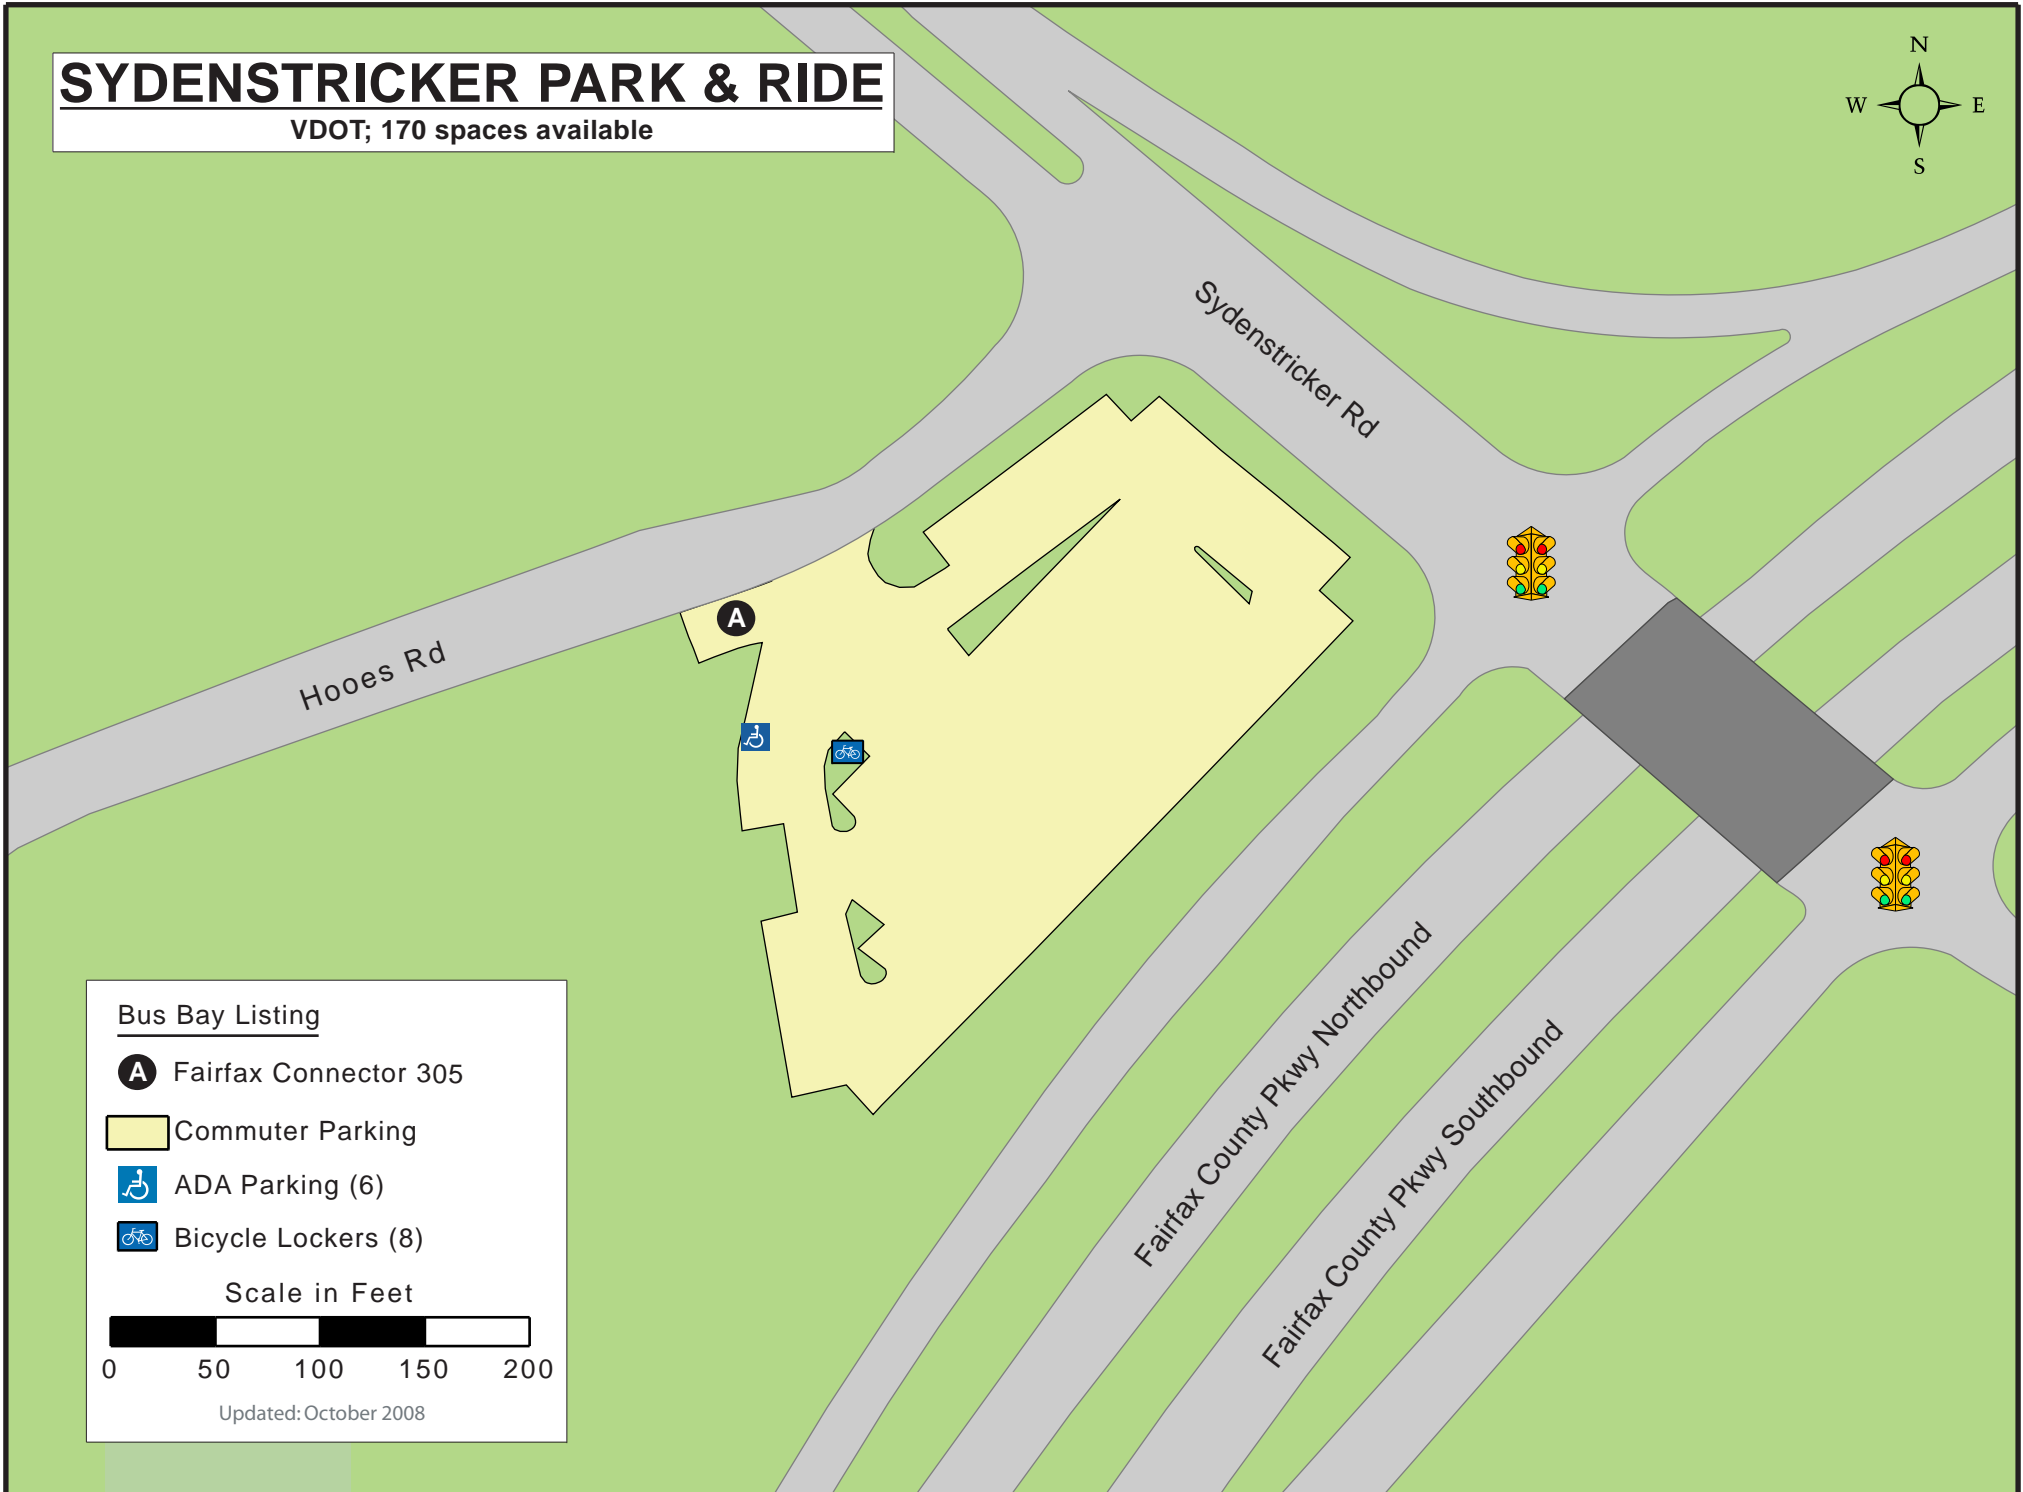 SYDENSTRICKER PARK & RIDE
VDOT; 170 spaces available
N
W E
S
Sydenstricker Rd
Hooes Rd
A
Fairfax County Pkwy Northbound
Fairfax County Pkwy Southbound
Bus Bay Listing
A Fairfax Connector 305
Commuter Parking
ADA Parking (6)
Bicycle Lockers (8)
Scale in Feet
0 50 100 150 200
Updated: October 2008